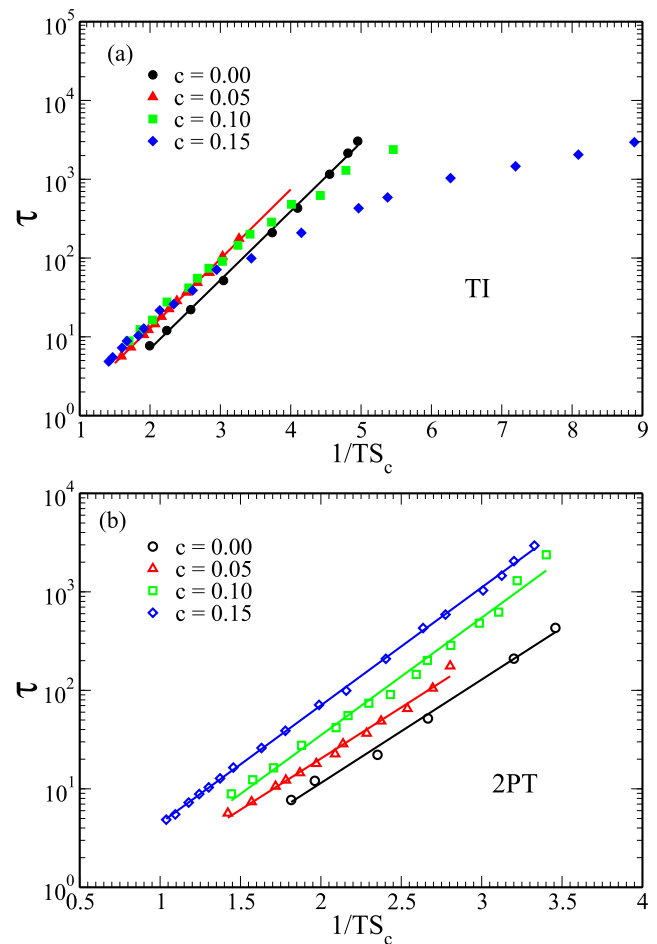 (a)
c = 0.00
c = 0.05
c = 0.10
c = 0.15
10^5
10^4
10^3
10^2
10^1
10^0
τ
TI
1 2 3 4 5 6 7 8 9
1/TS_c
(b)
c = 0.00
c = 0.05
c = 0.10
c = 0.15
10^4
10^3
10^2
10^1
10^0
τ
2PT
0.5 1 1.5 2 2.5 3 3.5 4
1/TS_c